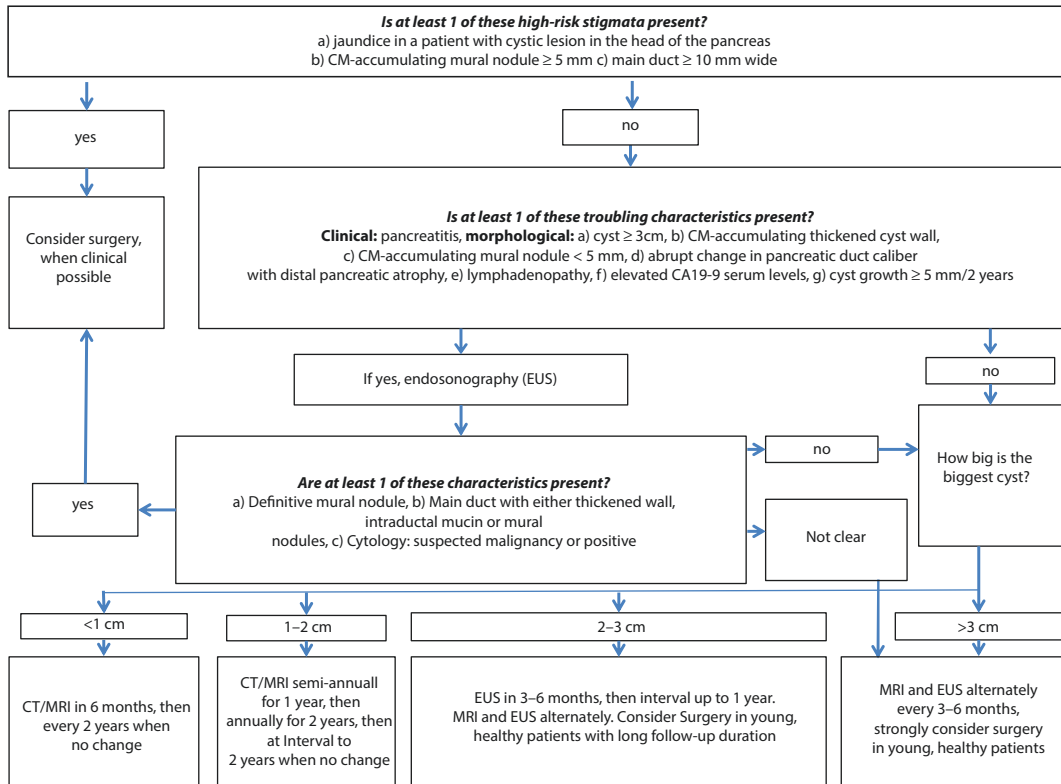 Is at least 1 of these high-risk stigmata present?
a) jaundice in a patient with cystic lesion in the head of the pancreas
b) CM-accumulating mural nodule ≥ 5 mm c) main duct ≥ 10 mm wide
yes
no
Consider surgery,
when clinical
possible
Is at least 1 of these troubling characteristics present?
Clinical: pancreatitis, morphological: a) cyst ≥ 3cm, b) CM-accumulating thickened cyst wall,
c) CM-accumulating mural nodule < 5 mm, d) abrupt change in pancreatic duct caliber
with distal pancreatic atrophy, e) lymphadenopathy, f) elevated CA19-9 serum levels, g) cyst growth ≥ 5 mm/2 years
If yes, endosonography (EUS)
no
Are at least 1 of these characteristics present?
a) Definitive mural nodule, b) Main duct with either thickened wall,
intraductal mucin or mural
nodules, c) Cytology: suspected malignancy or positive
yes
no
Not clear
How big is the
biggest cyst?
<1 cm
1–2 cm
2–3 cm
>3 cm
CT/MRI in 6 months, then
every 2 years when
no change
CT/MRI semi-annuall
for 1 year, then
annually for 2 years, then
at Interval to
2 years when no change
EUS in 3–6 months, then interval up to 1 year.
MRI and EUS alternately. Consider Surgery in young,
healthy patients with long follow-up duration
MRI and EUS alternately
every 3–6 months,
strongly consider surgery
in young, healthy patients